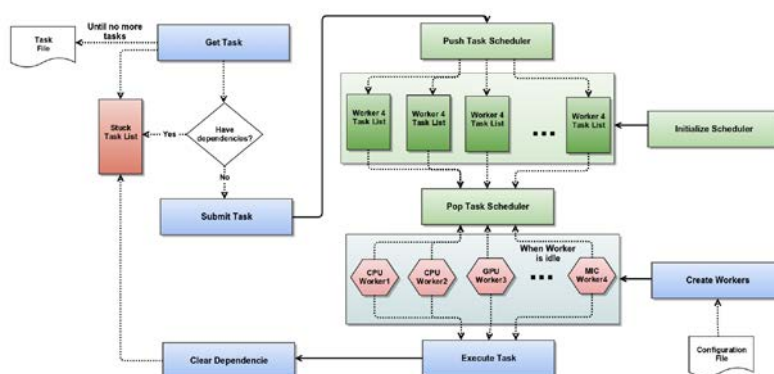 Task
File
Until no more
tasks
Get Task
Push Task Scheduler
Stuck
Task List
Yes
Have
dependencies?
No
Submit Task
Worker 4
Task List
Worker 4
Task List
Worker 4
Task List
Worker 4
Task List
Initialize Scheduler
Pop Task Scheduler
When Worker
is idle
CPU
Worker1
CPU
Worker2
GPU
Worker3
MIC
Worker4
Create Workers
Configuration
File
Clear Dependencie
Execute Task